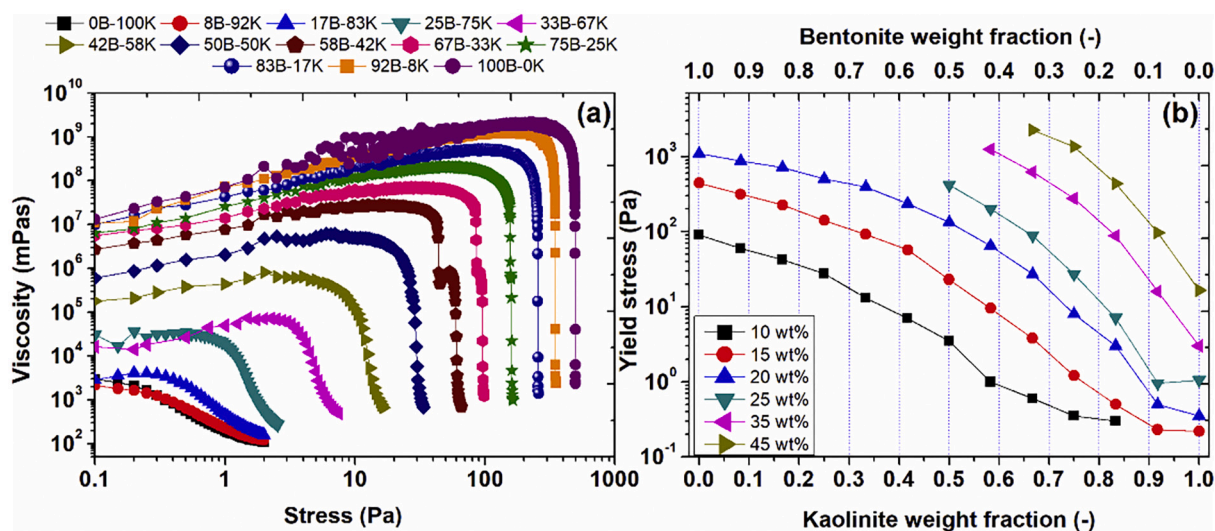 0B-100K 8B-92K 17B-83K 25B-75K 33B-67K
42B-58K 50B-50K 58B-42K 67B-33K 75B-25K
83B-17K 92B-8K 100B-0K
(a)
Viscosity (mPas)
10^10
10^9
10^8
10^7
10^6
10^5
10^4
10^3
10^2
0.1 1 10 100 1000
Stress (Pa)
Bentonite weight fraction (-)
1.0 0.9 0.8 0.7 0.6 0.5 0.4 0.3 0.2 0.1 0.0
(b)
Yield stress (Pa)
10^3
10^2
10^1
10^0
10^-1
10 wt%
15 wt%
20 wt%
25 wt%
35 wt%
45 wt%
0.0 0.1 0.2 0.3 0.4 0.5 0.6 0.7 0.8 0.9 1.0
Kaolinite weight fraction (-)